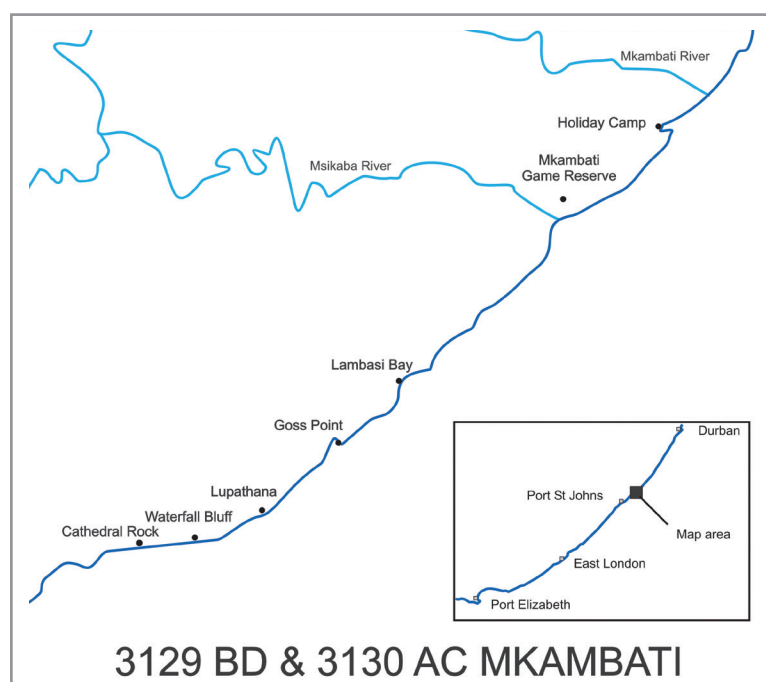 Mkambati River
Holiday Camp
Msikaba River
Mkambati
Game Reserve
Lambasi Bay
Goss Point
Lupathana
Waterfall Bluff
Cathedral Rock
Durban
Port St Johns
Map area
East London
Port Elizabeth
3129 BD & 3130 AC MKAMBATI